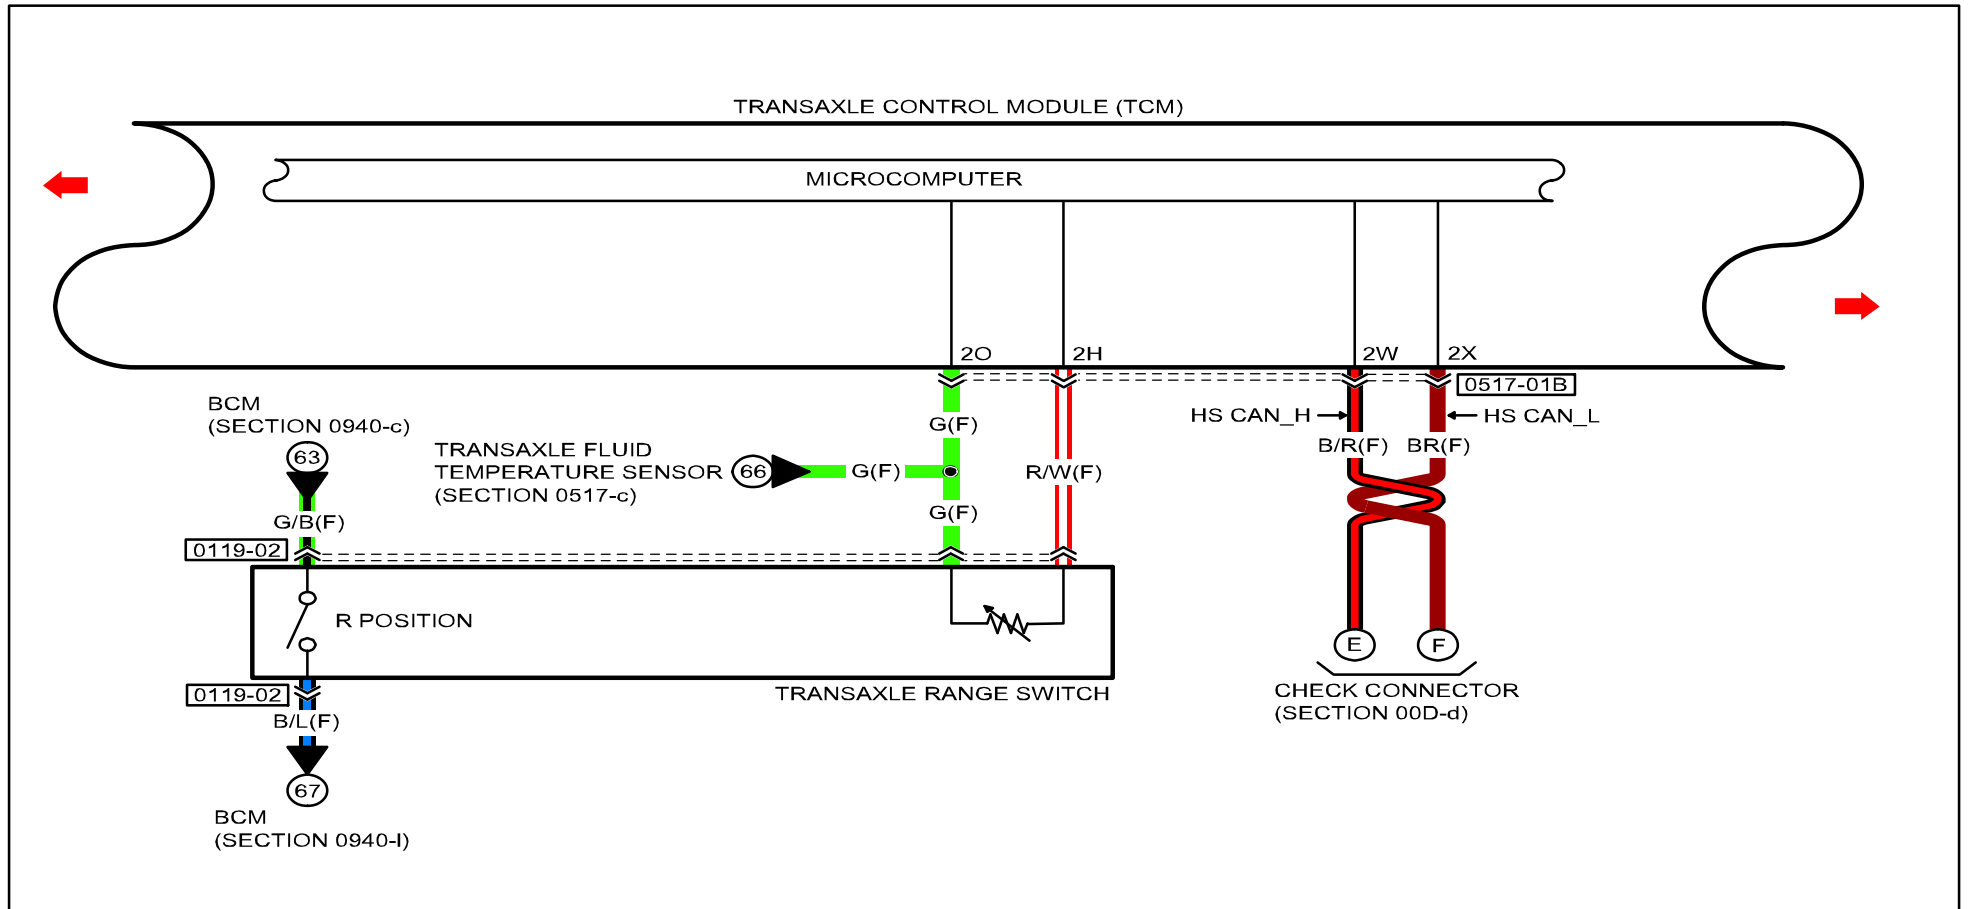 TRANSAXLE CONTROL MODULE (TCM)
MICROCOMPUTER
2O
2H
2W
2X
0517-01B
BCM
(SECTION 0940-c)
63
HS CAN_H
HS CAN_L
G(F)
B/R(F)
BR(F)
TRANSAXLE FLUID
TEMPERATURE SENSOR
(SECTION 0517-c)
66
G(F)
R/W(F)
G/B(F)
G(F)
0119-02
R POSITION
E
F
0119-02
TRANSAXLE RANGE SWITCH
CHECK CONNECTOR
(SECTION 00D-d)
B/L(F)
67
BCM
(SECTION 0940-l)